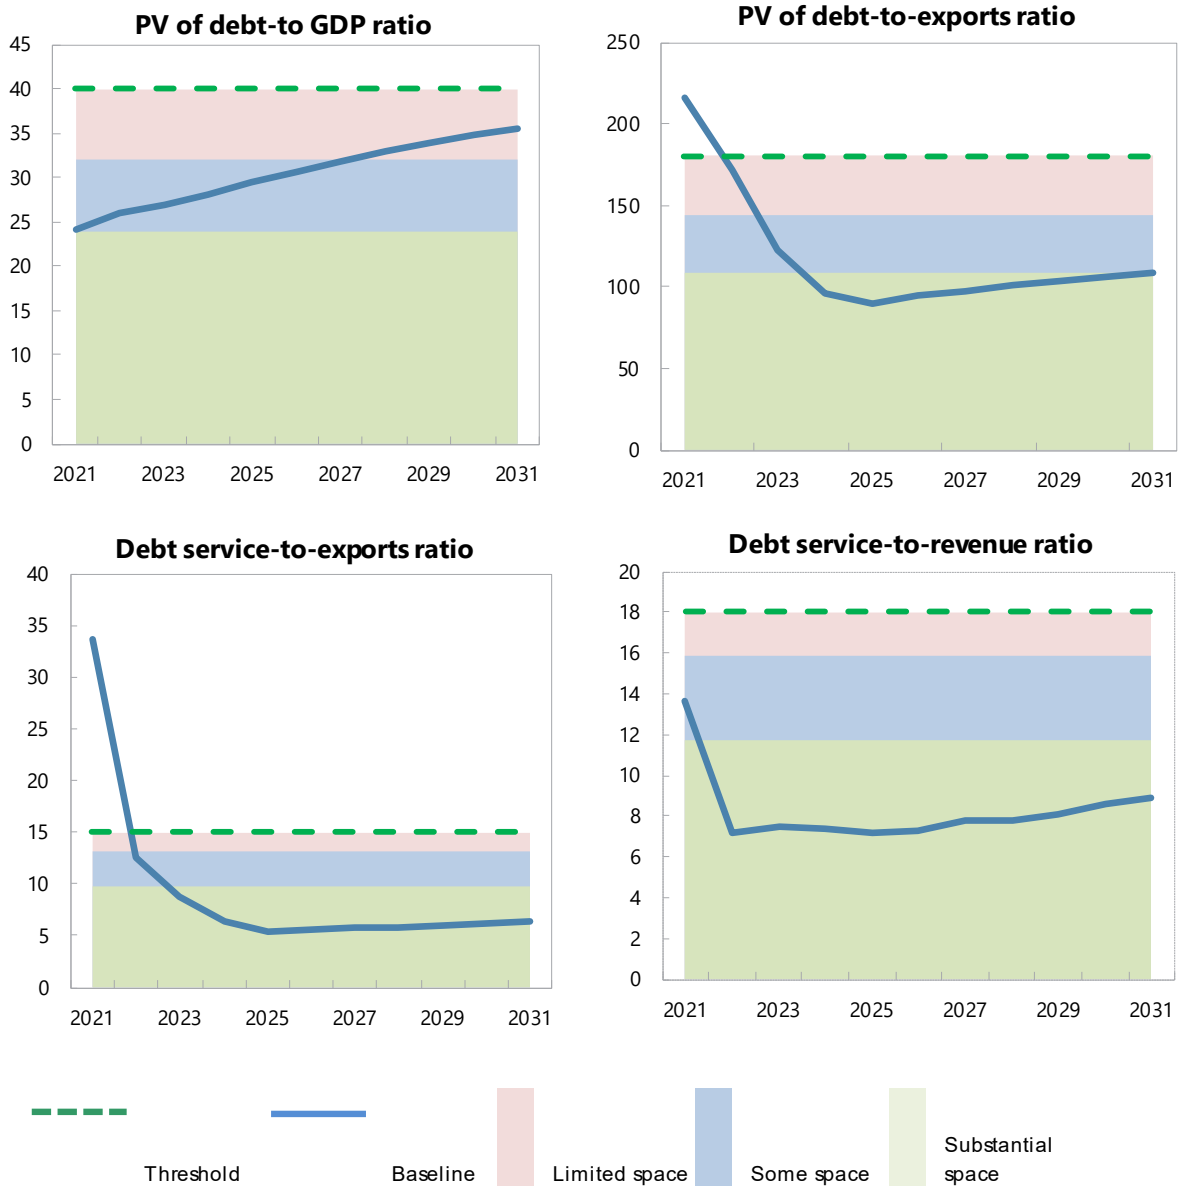 PV of debt-to GDP ratio
45
40
35
30
25
20
15
10
5
0
2021 2023 2025 2027 2029 2031
PV of debt-to-exports ratio
250
200
150
100
50
0
2021 2023 2025 2027 2029 2031
Debt service-to-exports ratio
40
35
30
25
20
15
10
5
0
2021 2023 2025 2027 2029 2031
Debt service-to-revenue ratio
20
18
16
14
12
10
8
6
4
2
0
2021 2023 2025 2027 2029 2031
Threshold
Baseline
Limited space
Some space
Substantial
space